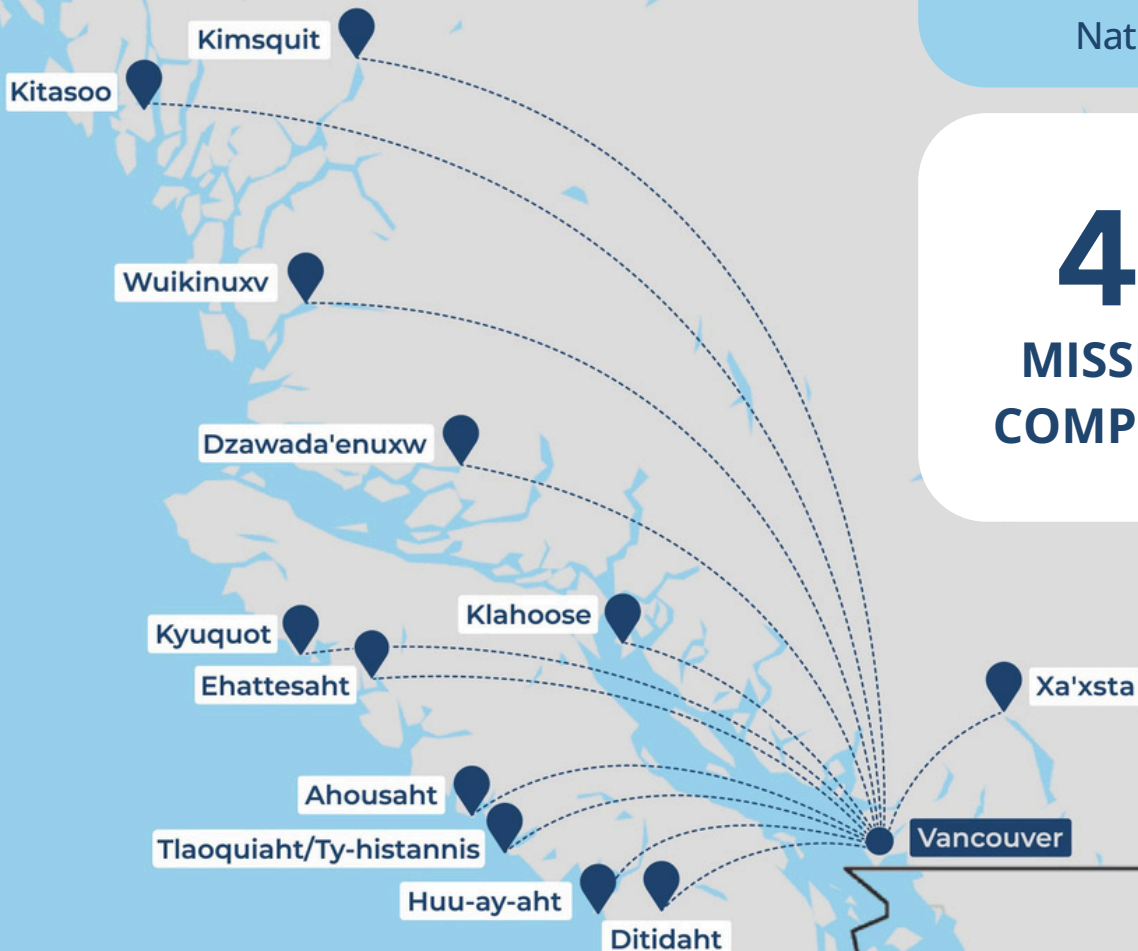 Kimsquit
Nat
Kitasoo
4
Wuikinuxv
MISS
COMP
Dzawada'enuxw
Klahoose
Kyuquot
Ehattesaht
Xa'xsta
Ahousaht
Vancouver
Tlaoquiaht/Ty-histannis
Huu-ay-aht
Ditidaht